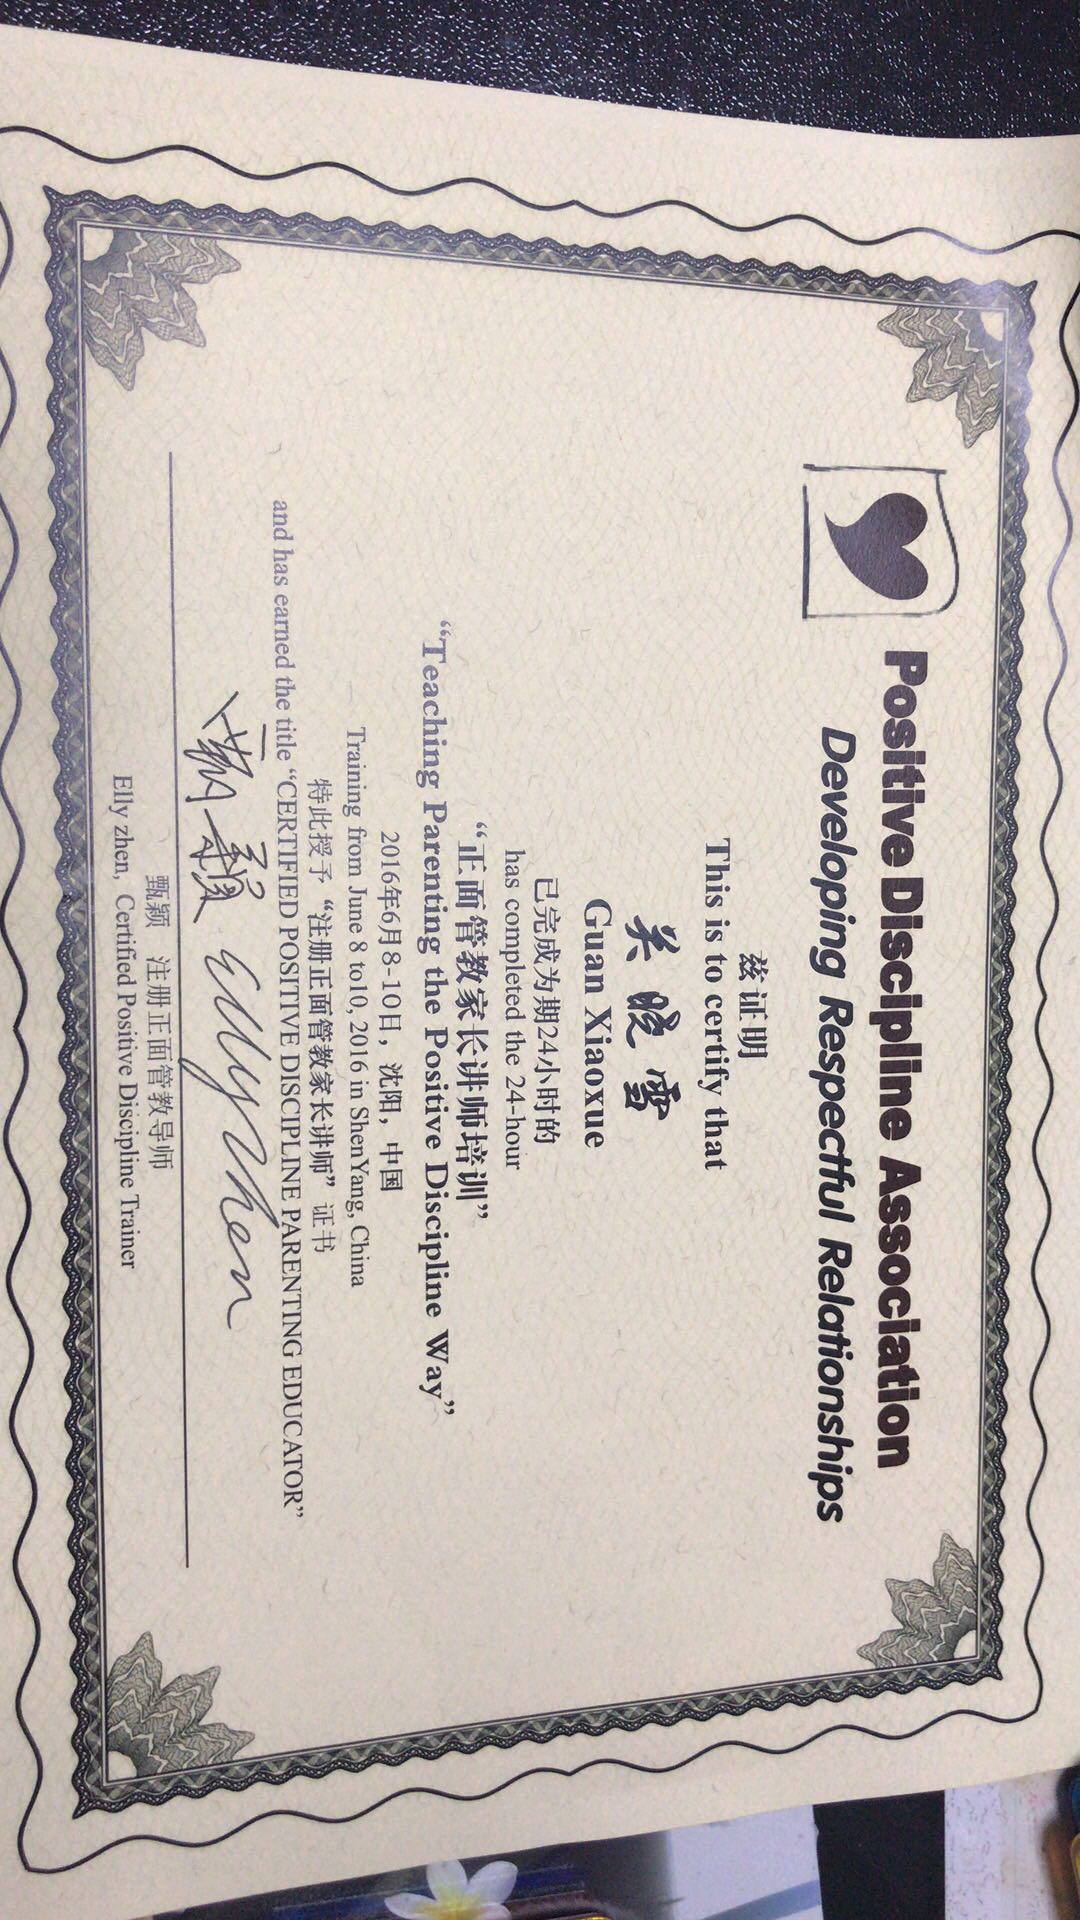 Positive Discipline Association
Developing Respectful Relationships
兹证明
This is to certify that
关晓雪
Guan Xiaoxue
已完成为期24小时的
has completed the 24-hour
“正面管教家长讲师培训”
“Teaching Parenting the Positive Discipline Way”
2016年6月8-10日，沈阳，中国
Training from June 8 to10, 2016 in ShenYang, China
特此授予“注册正面管教家长讲师”证书
and has earned the title “CERTIFIED POSITIVE DISCIPLINE PARENTING EDUCATOR”
甄颖 Elly Zhen
甄颖 注册正面管教导师
Elly zhen, Certified Positive Discipline Trainer